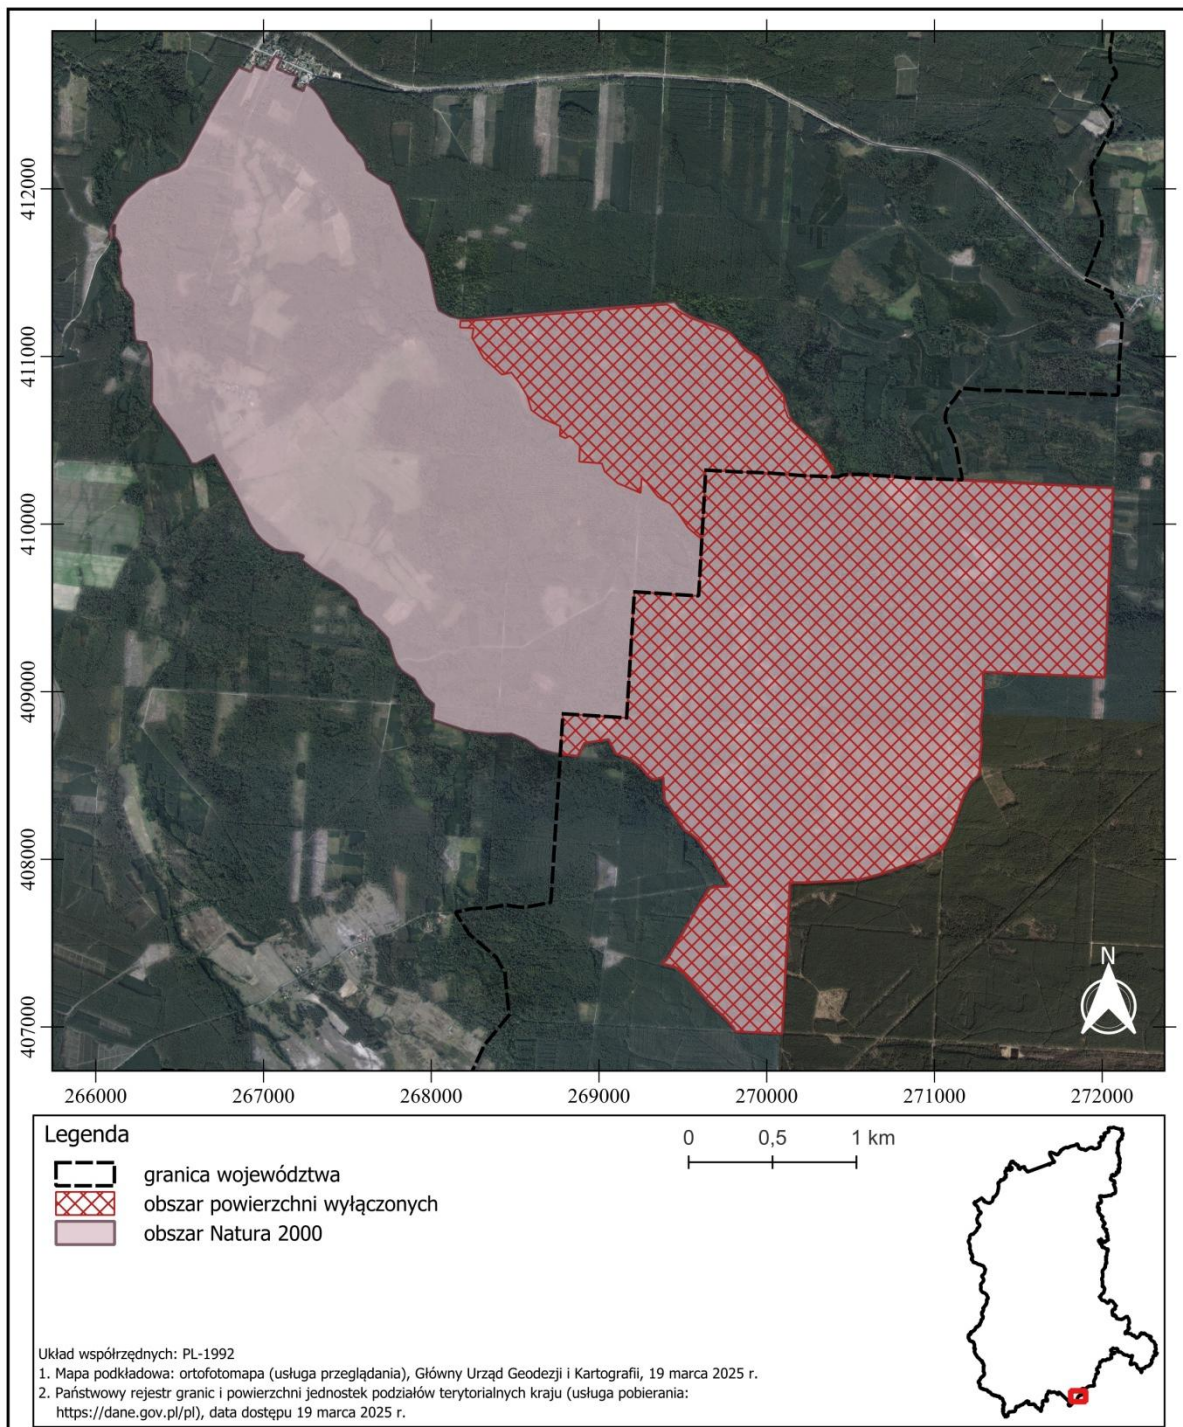 412000
411000
410000
409000
408000
407000
N
266000 267000 268000 269000 270000 271000 272000
Legenda
granica województwa
obszar powierzchni wyłączonych
obszar Natura 2000
0 0,5 1 km
Układ współrzędnych: PL-1992
1. Mapa podkładowa: ortofotomapa (usługa przeglądania), Główny Urząd Geodezji i Kartografii, 19 marca 2025 r.
2. Państwowy rejestr granic i powierzchni jednostek podziałów terytorialnych kraju (usługa pobierania:
https://dane.gov.pl/pl), data dostępu 19 marca 2025 r.